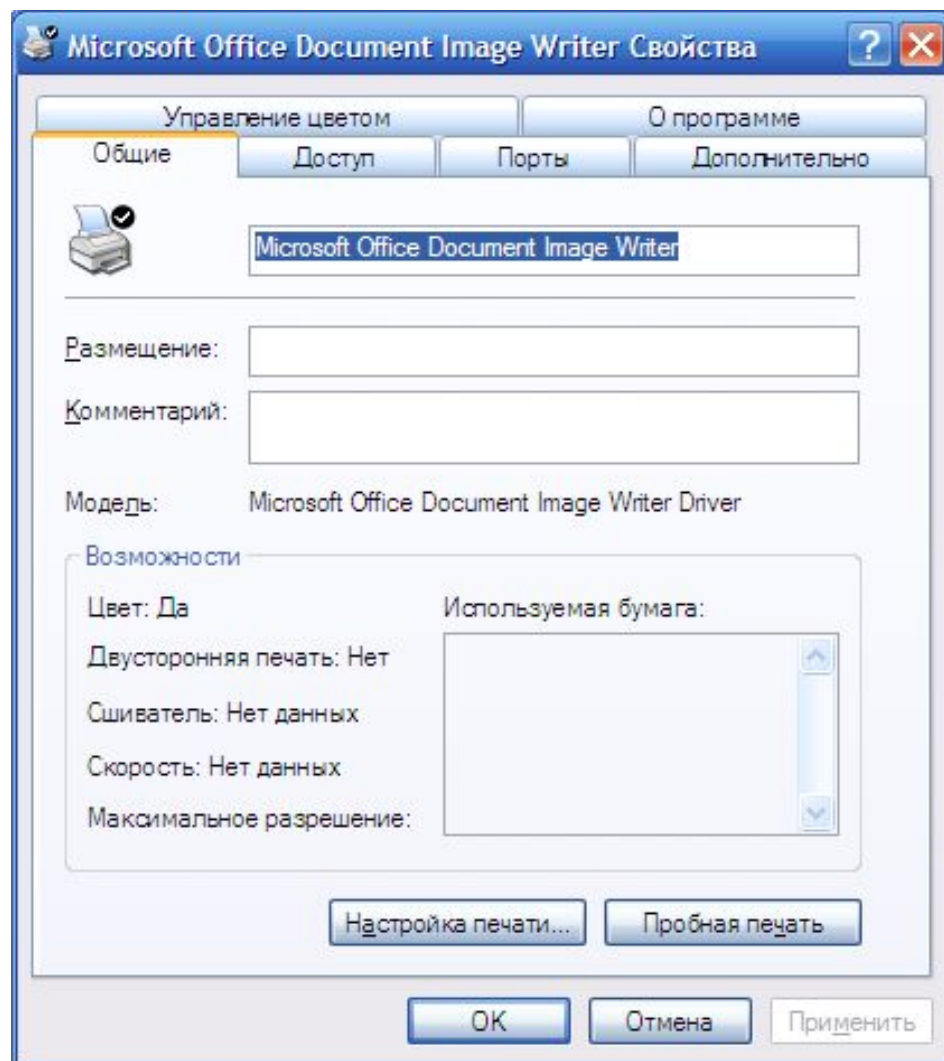 Microsoft Office Document Image Writer Свойства
Управление цветом
О программе
Общие
Доступ
Порты
Дополнительно
Microsoft Office Document Image Writer
Размещение:
Комментарий:
Модель: Microsoft Office Document Image Writer Driver
Возможности
Цвет: Да
Используемая бумага:
Двусторонняя печать: Нет
Сшиватель: Нет данных
Скорость: Нет данных
Максимальное разрешение:
Настройка печати...
Пробная печать
OK
Отмена
Применить